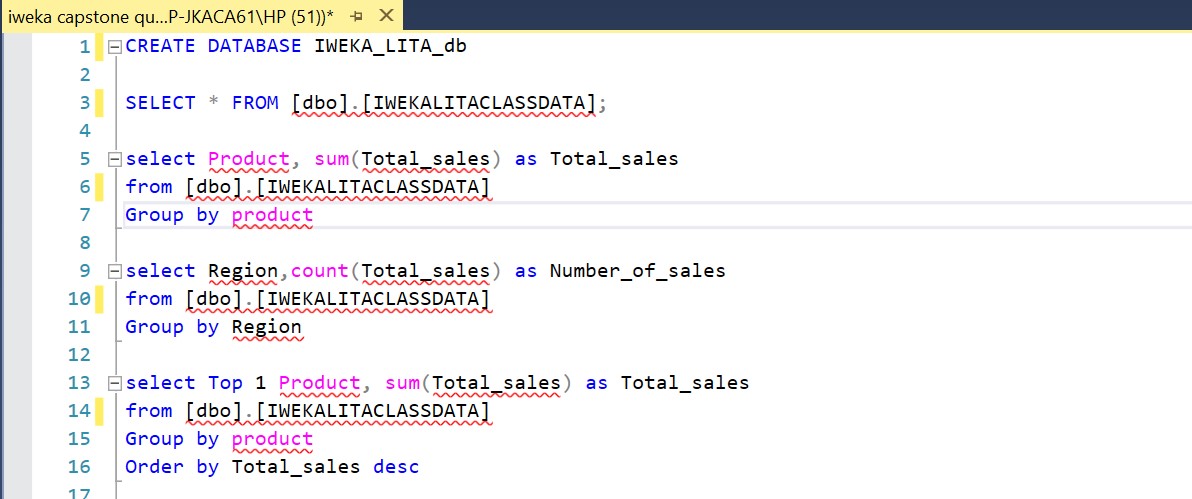 iweka capstone qu...P-JKACA61\HP (51))*
1 CREATE DATABASE IWEKA_LITA_db
2
3 SELECT * FROM [dbo].[IWEKALITACLASSDATA];
4
5 select Product, sum(Total_sales) as Total_sales
6 from [dbo].[IWEKALITACLASSDATA]
7 Group by product
8
9 select Region,count(Total_sales) as Number_of_sales
10 from [dbo].[IWEKALITACLASSDATA]
11 Group by Region
12
13 select Top 1 Product, sum(Total_sales) as Total_sales
14 from [dbo].[IWEKALITACLASSDATA]
15 Group by product
16 Order by Total_sales desc
17